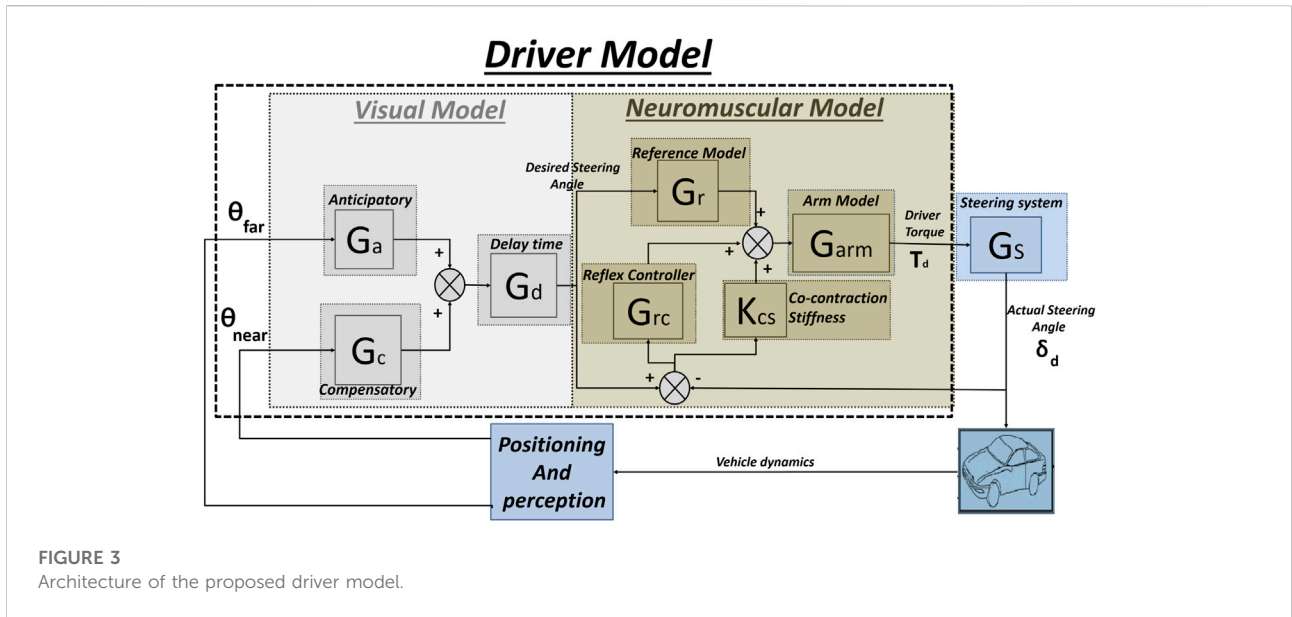 Driver Model
Visual Model
Neuromuscular Model
θfar
θnear
Anticipatory
Ga
Gc
Compensatory
+
+
Delay time
Gd
Desired Steering
Angle
Reference Model
Gr
Reflex Controller
Grc
Kcs
Co-contraction
Stiffness
+
+
+
+
-
Arm Model
Garm
Driver
Torque
Td
Steering system
Gs
Actual Steering
Angle
δd
Positioning
And
perception
Vehicle dynamics
FIGURE 3
Architecture of the proposed driver model.